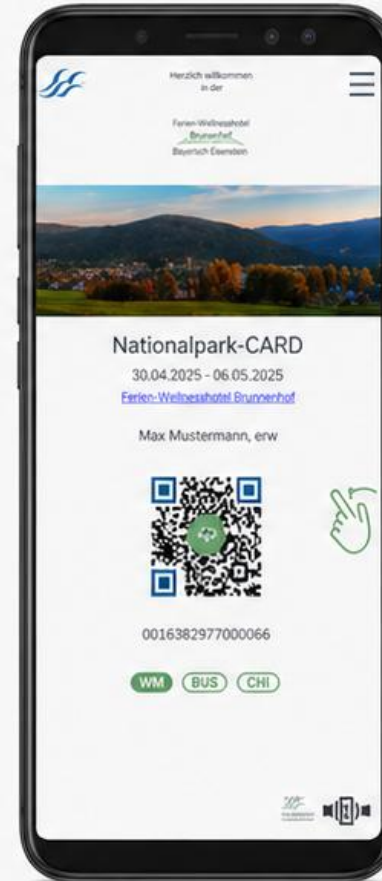 Herzlich willkommen
in der
Ferien-Wellnesshotel
Brunnenhof
Bayerisch Eisenstein
Nationalpark-CARD
30.04.2025 - 06.05.2025
Ferien-Wellnesshotel Brunnenhof
Max Mustermann, erw
0016382977000066
WM
BUS
CHI